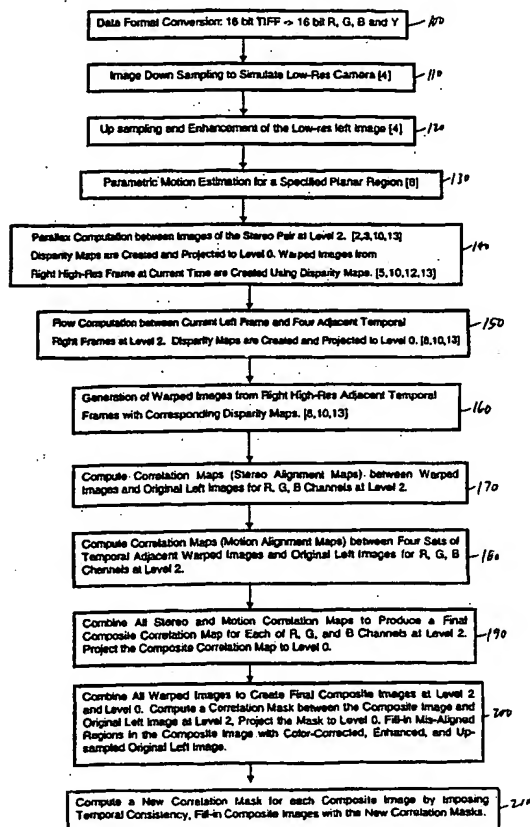 Data Format Conversion: 16 bit TIFF -> 16 bit R, G, B and Y
100
Image Down Sampling to Simulate Low-Res Camera [4]
110
Up sampling and Enhancement of the Low-res left Image [4]
120
Parametric Motion Estimation for a Specified Planar Region [8]
130
Parallax Computation between Images of the Stereo Pair at Level 2. [2,3,10,13]
Disparity Maps are Created and Projected to Level 0. Warped Images from
Right High-Res Frame at Current Time are Created Using Disparity Maps. [5,10,12,13]
140
Flow Computation between Current Left Frame and Four Adjacent Temporal
Right Frames at Level 2. Disparity Maps are Created and Projected to Level 0. [8,10,13]
150
Generation of Warped Images from Right High-Res Adjacent Temporal
Frames with Corresponding Disparity Maps. [8,10,13]
160
Compute Correlation Maps (Stereo Alignment Maps) between Warped
Images and Original Left Images for R, G, B Channels at Level 2.
170
Compute Correlation Maps (Motion Alignment Maps) between Four Sets of
Temporal Adjacent Warped Images and Original Left Images for R, G, B
Channels at Level 2.
180
Combine All Stereo and Motion Correlation Maps to Produce a Final
Composite Correlation Map for Each of R, G, and B Channels at Level 2.
Project the Composite Correlation Map to Level 0.
190
Combine All Warped Images to Create Final Composite Images at Level 2
and Level 0. Compute a Correlation Mask between the Composite Image and
Original Left Image at Level 2, Project the Mask to Level 0. Fill-in Mis-Aligned
Regions in the Composite Image with Color-Corrected, Enhanced, and Up-
sampled Original Left Image.
200
Compute a New Correlation Mask for each Composite Image by Imposing
Temporal Consistency, Fill-in Composite Images with the New Correlation Masks.
210